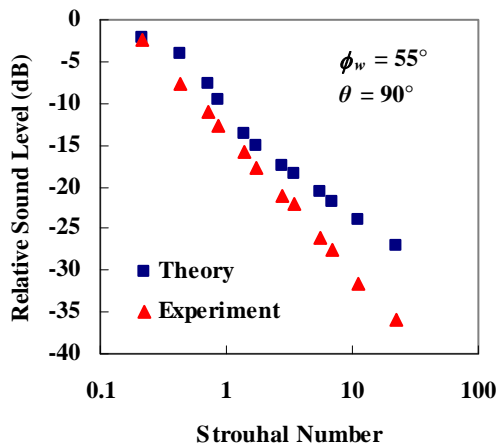 0
-5
-10
-15
-20
-25
-30
-35
-40
Relative Sound Level (dB)
ϕw = 55°
θ = 90°
Theory
Experiment
0.1 1 10 100
Strouhal Number